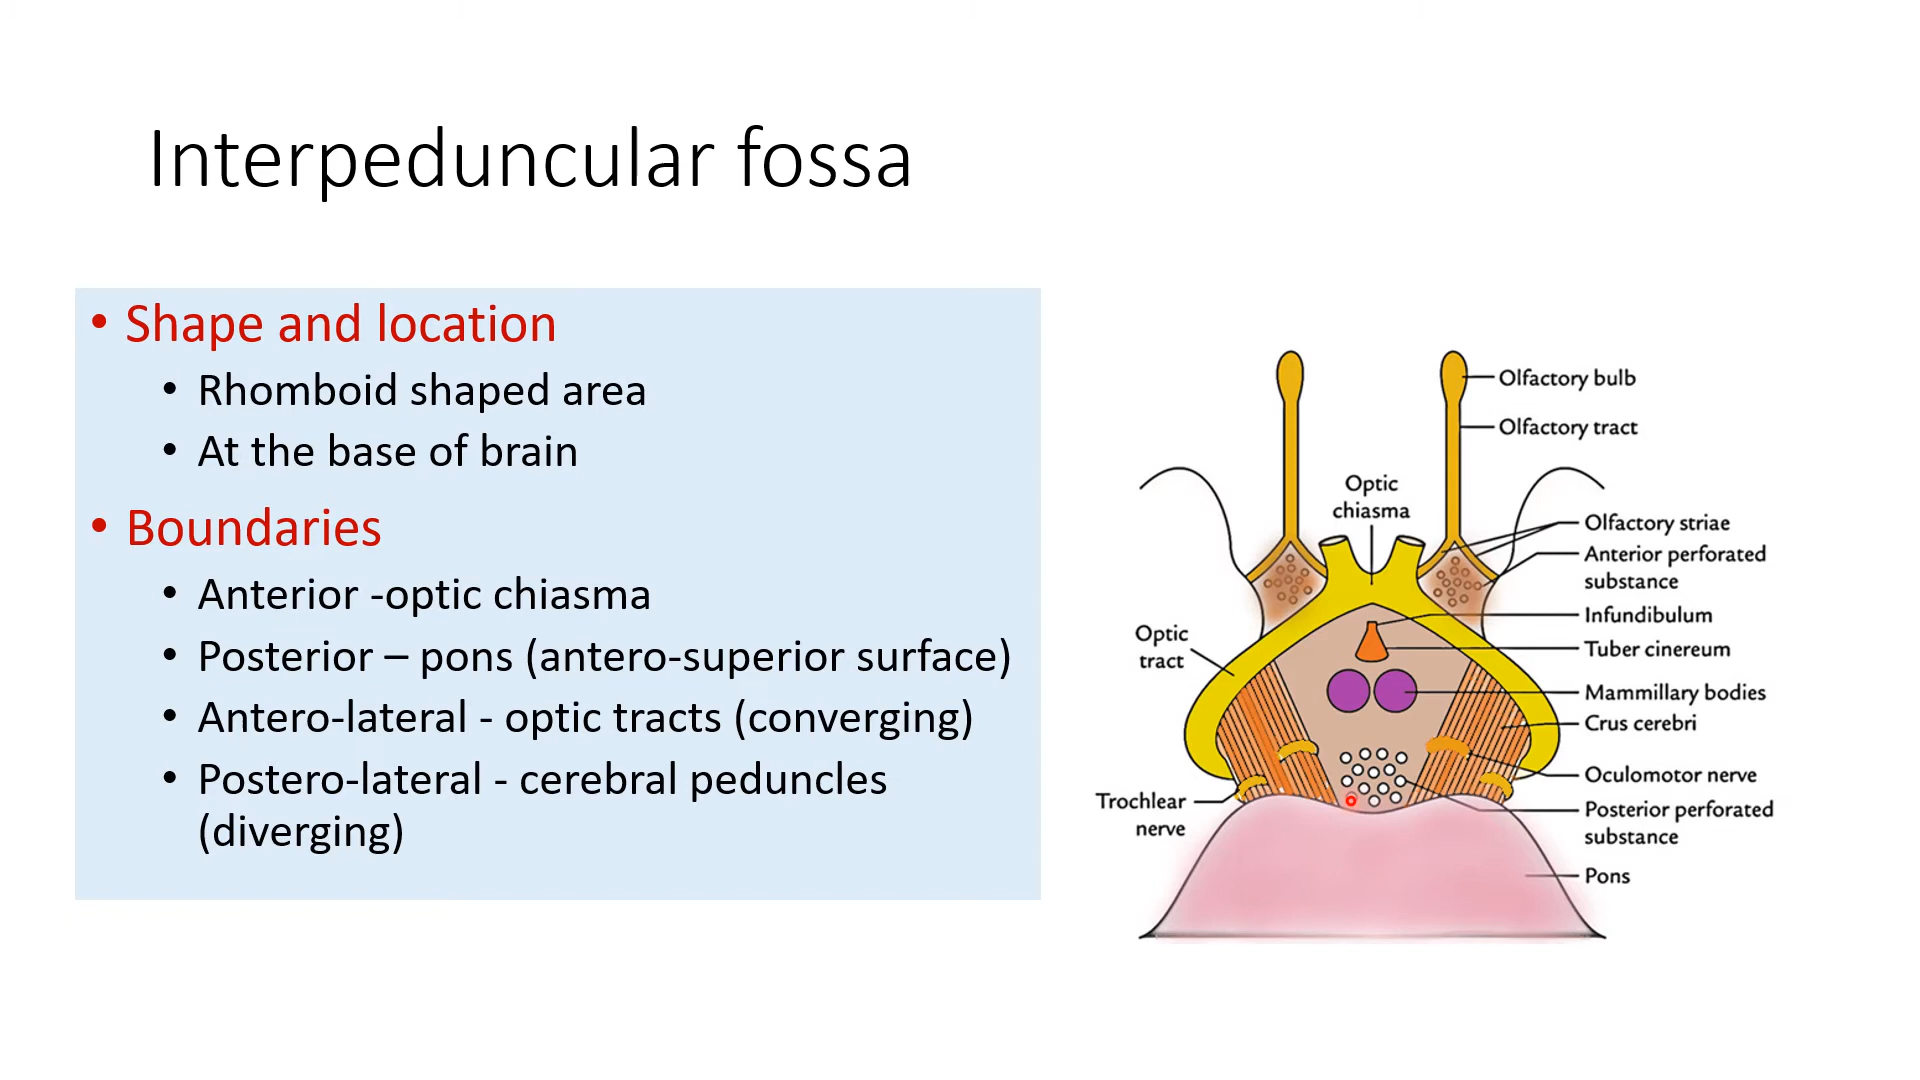 Interpeduncular fossa
• Shape and location
• Rhomboid shaped area
• At the base of brain
• Boundaries
• Anterior -optic chiasma
• Posterior – pons (antero-superior surface)
• Antero-lateral - optic tracts (converging)
• Postero-lateral - cerebral peduncles
(diverging)
Olfactory bulb
Olfactory tract
Optic
chiasma
Olfactory striae
Anterior perforated
substance
Infundibulum
Optic
tract
Tuber cinereum
Mammillary bodies
Crus cerebri
Oculomotor nerve
Trochlear
nerve
Posterior perforated
substance
Pons